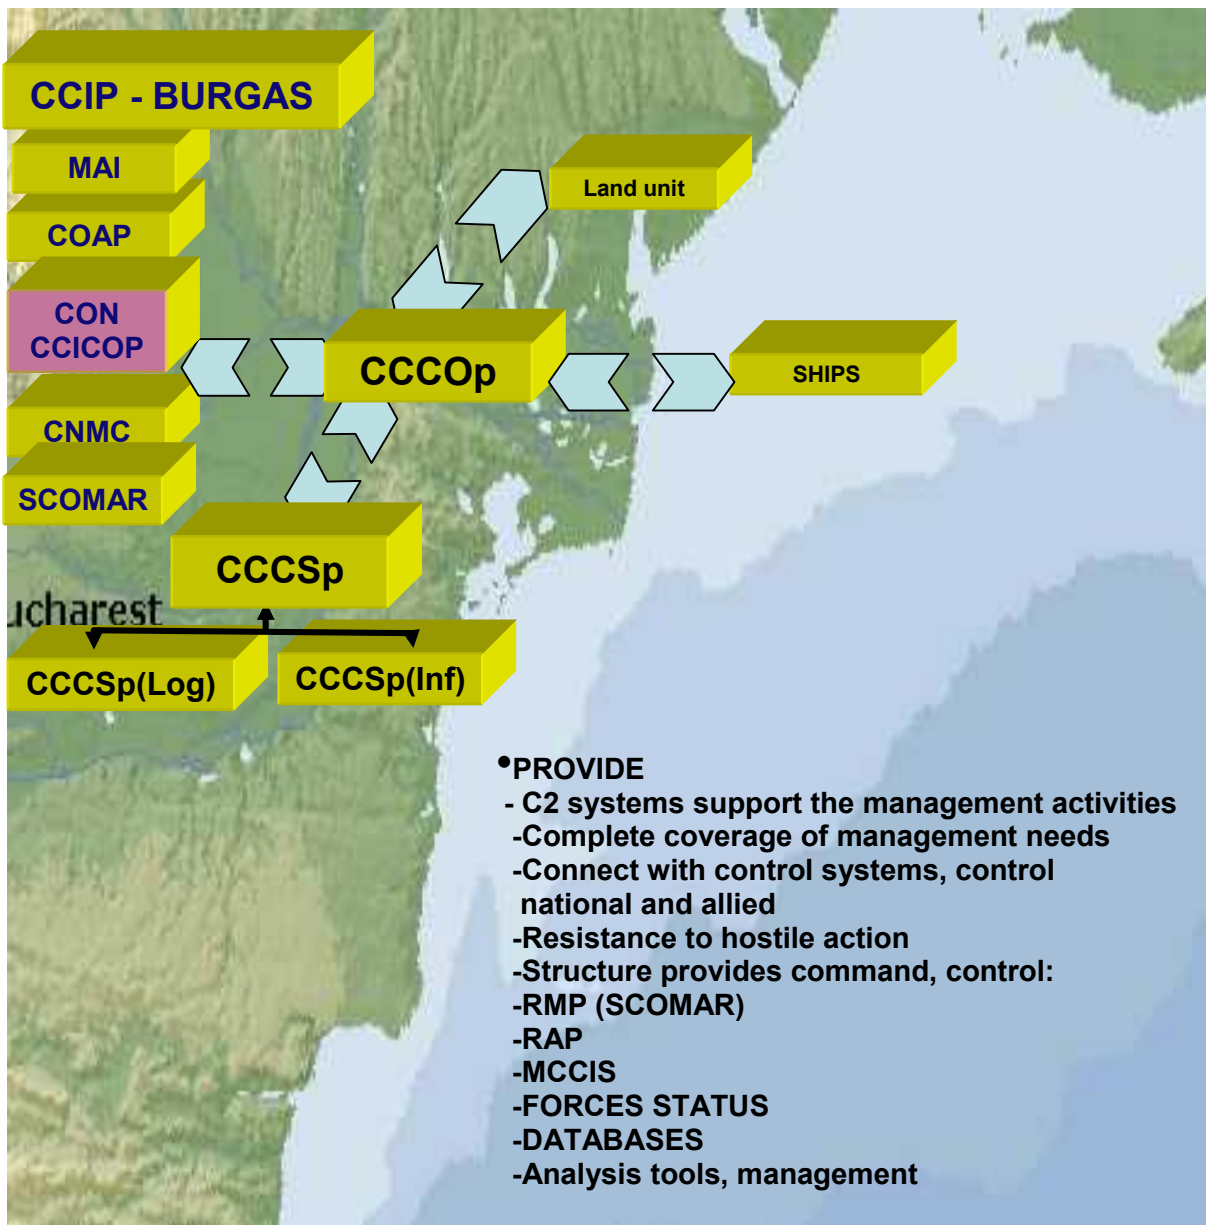 CCIP - BURGAS
MAI
COAP
CON
CCICOP
CNMC
SCOMAR
Land unit
CCCOp
SHIPS
CCCSp
ucharest
CCCSp(Log)
CCCSp(Inf)
•PROVIDE
- C2 systems support the management activities
-Complete coverage of management needs
-Connect with control systems, control
national and allied
-Resistance to hostile action
-Structure provides command, control:
-RMP (SCOMAR)
-RAP
-MCCIS
-FORCES STATUS
-DATABASES
-Analysis tools, management